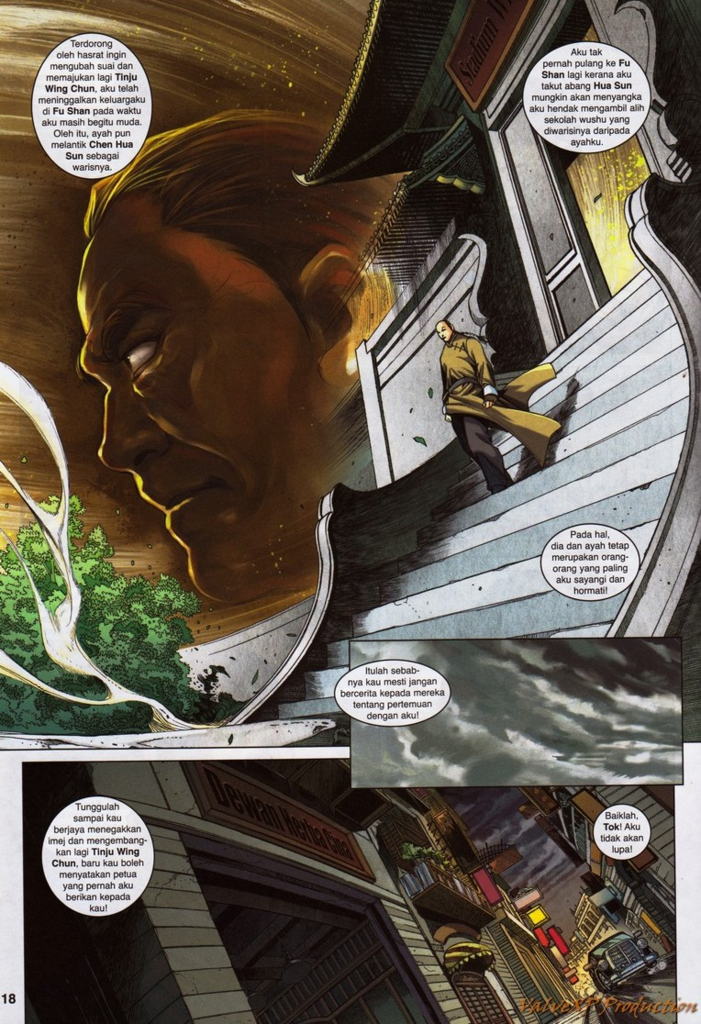 Terdorong
oleh hasrat ingin
mengubah suai dan
memajukan lagi Tinju
Wing Chun, aku telah
meninggalkan keluargaku
di Fu Shan pada waktu
aku masih begitu muda.
Oleh itu, ayah pun
melantik Chen Hua
Sun sebagai
warisnya.
Stadium W
Aku tak
pernah pulang ke Fu
Shan lagi kerana aku
takut abang Hua Sun
mungkin akan menyangka
aku hendak mengambil alih
sekolah wushu yang
diwarisinya daripada
ayahku.
Pada hal,
dia dan ayah tetap
merupakan orang-
orang yang paling
aku sayangi dan
hormati!
Itulah sebab-
nya kau mesti jangan
bercerita kepada mereka
tentang pertemuan
dengan aku!
Tunggulah
sampai kau
berjaya menegakkan
imej dan mengembang-
kan lagi Tinju Wing
Chun, baru kau boleh
menyatakan petua
yang pernah aku
berikan kepada
kau!
Dewan Herba
Baiklah,
Tok! Aku
tidak akan
lupa!
18
ValveXP Production